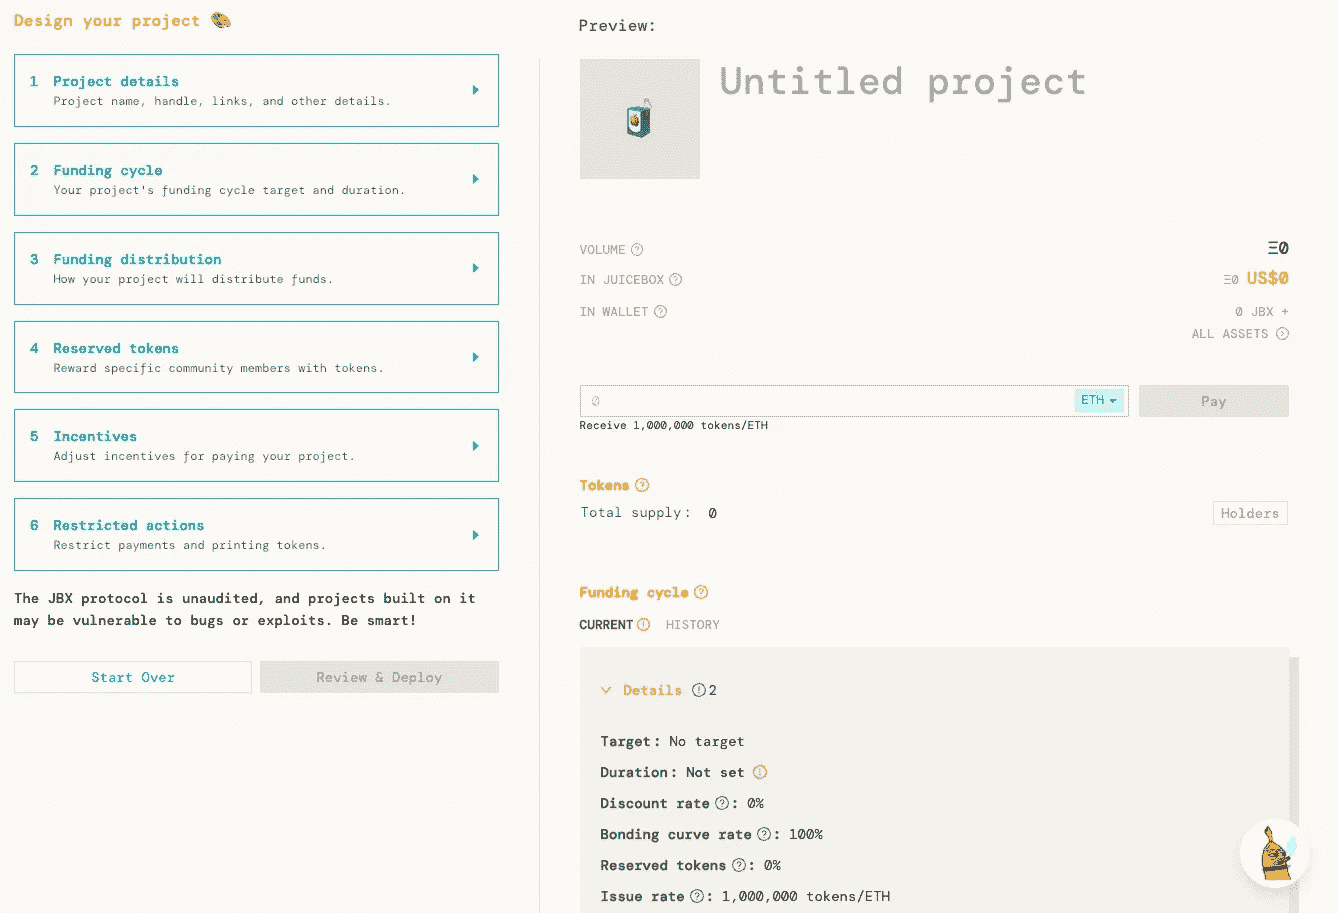 Design your project
1 Project details
Project name, handle, links, and other details.
2 Funding cycle
Your project's funding cycle target and duration.
3 Funding distribution
How your project will distribute funds.
4 Reserved tokens
Reward specific community members with tokens.
5 Incentives
Adjust incentives for paying your project.
6 Restricted actions
Restrict payments and printing tokens.
The JBX protocol is unaudited, and projects built on it
may be vulnerable to bugs or exploits. Be smart!
Start Over Review & Deploy
Preview:
Untitled project
VOLUME Ξ0
IN JUICEBOX Ξ0 US$0
IN WALLET 0 JBX +
ALL ASSETS
0 ETH Pay
Receive 1,000,000 tokens/ETH
Tokens
Total supply: 0 Holders
Funding cycle
CURRENT HISTORY
Details 2
Target: No target
Duration: Not set
Discount rate : 0%
Bonding curve rate : 100%
Reserved tokens : 0%
Issue rate : 1,000,000 tokens/ETH